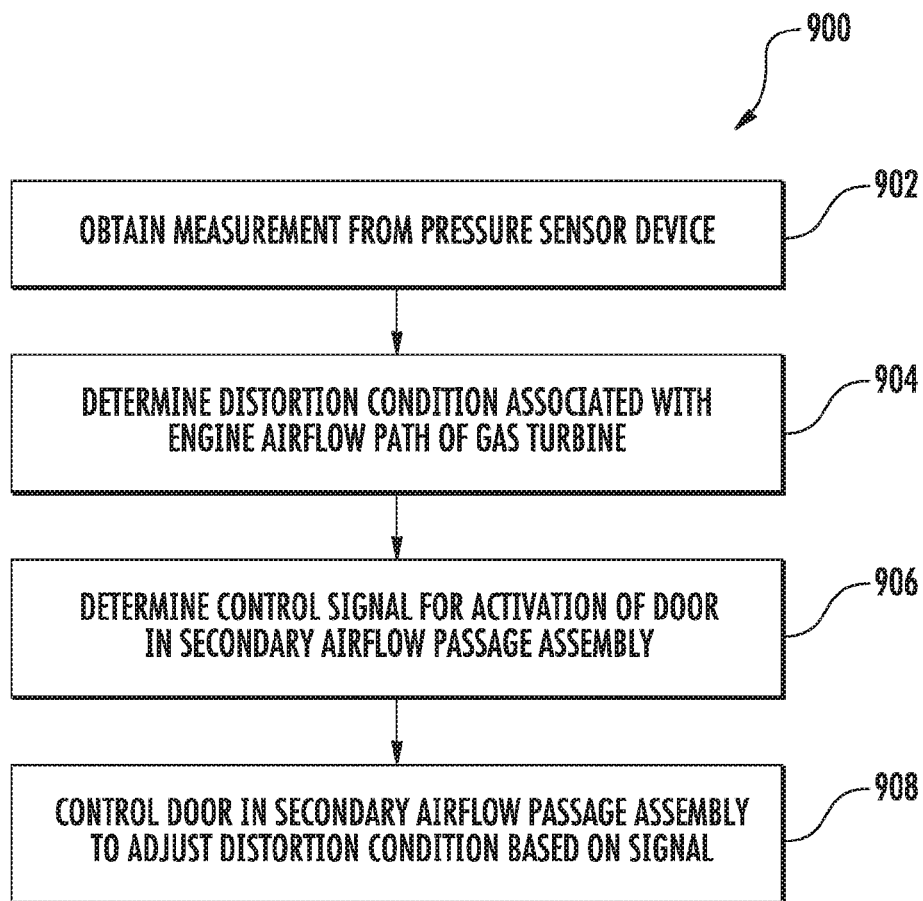 900
902
OBTAIN MEASUREMENT FROM PRESSURE SENSOR DEVICE
904
DETERMINE DISTORTION CONDITION ASSOCIATED WITH
ENGINE AIRFLOW PATH OF GAS TURBINE
906
DETERMINE CONTROL SIGNAL FOR ACTIVATION OF DOOR
IN SECONDARY AIRFLOW PASSAGE ASSEMBLY
908
CONTROL DOOR IN SECONDARY AIRFLOW PASSAGE ASSEMBLY
TO ADJUST DISTORTION CONDITION BASED ON SIGNAL